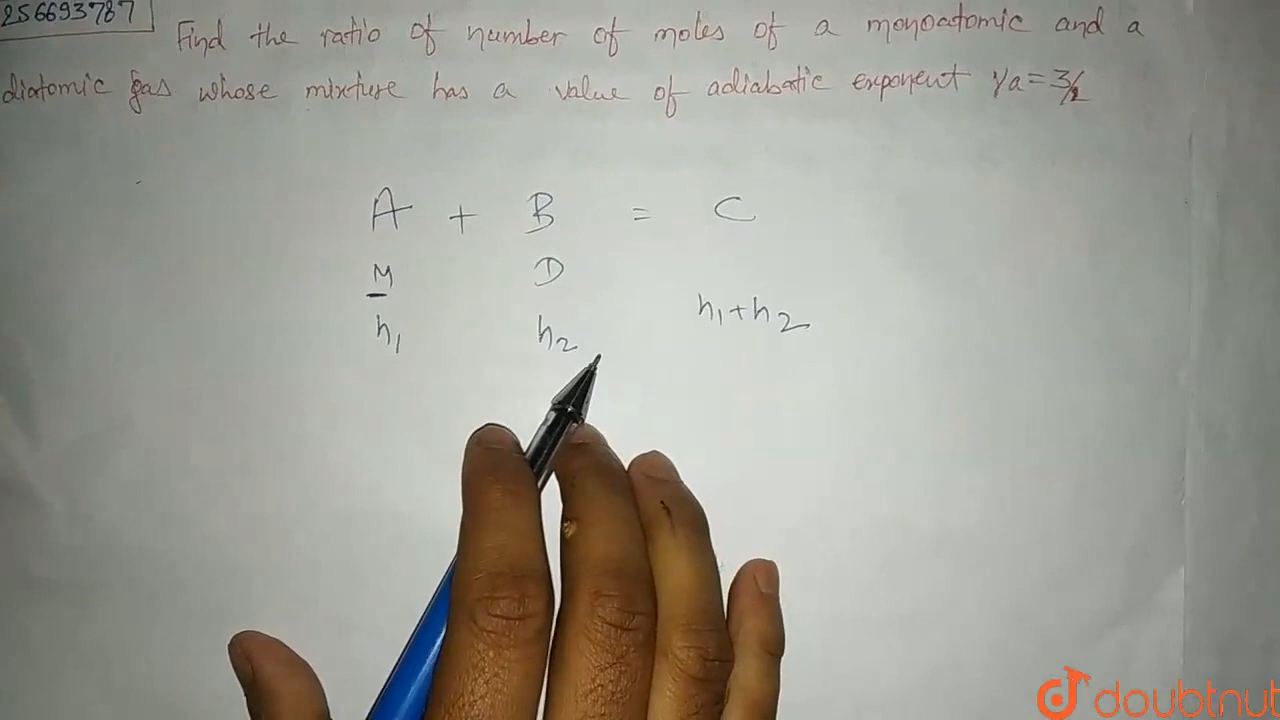 256693787
Find the ratio of number of moles of a monoatomic and a
diatomic gas whose mixture has a value of adiabatic exponent γa = 3/2
A + B = C
M D
n1 n2 n1+n2
doubtnut